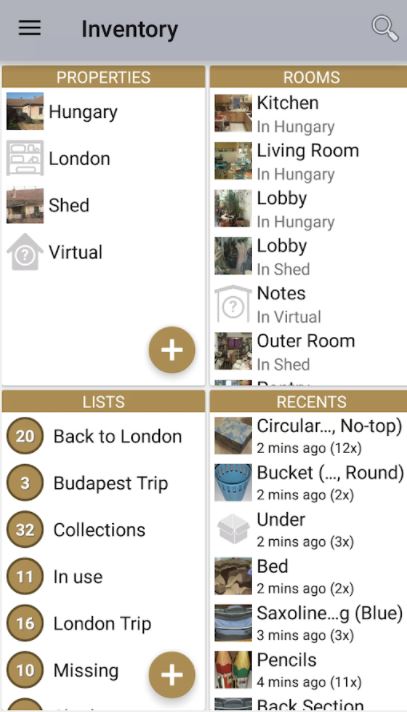 Inventory
PROPERTIES
Hungary
London
Shed
Virtual
ROOMS
Kitchen
In Hungary
Living Room
In Hungary
Lobby
In Hungary
Lobby
In Shed
Notes
In Virtual
Outer Room
In Shed
LISTS
20 Back to London
3 Budapest Trip
32 Collections
11 In use
16 London Trip
10 Missing
RECENTS
Circular..., No-top)
2 mins ago (12x)
Bucket (..., Round)
2 mins ago (2x)
Under
2 mins ago (3x)
Bed
2 mins ago (2x)
Saxoline...g (Blue)
3 mins ago (3x)
Pencils
4 mins ago (11x)
Back Section